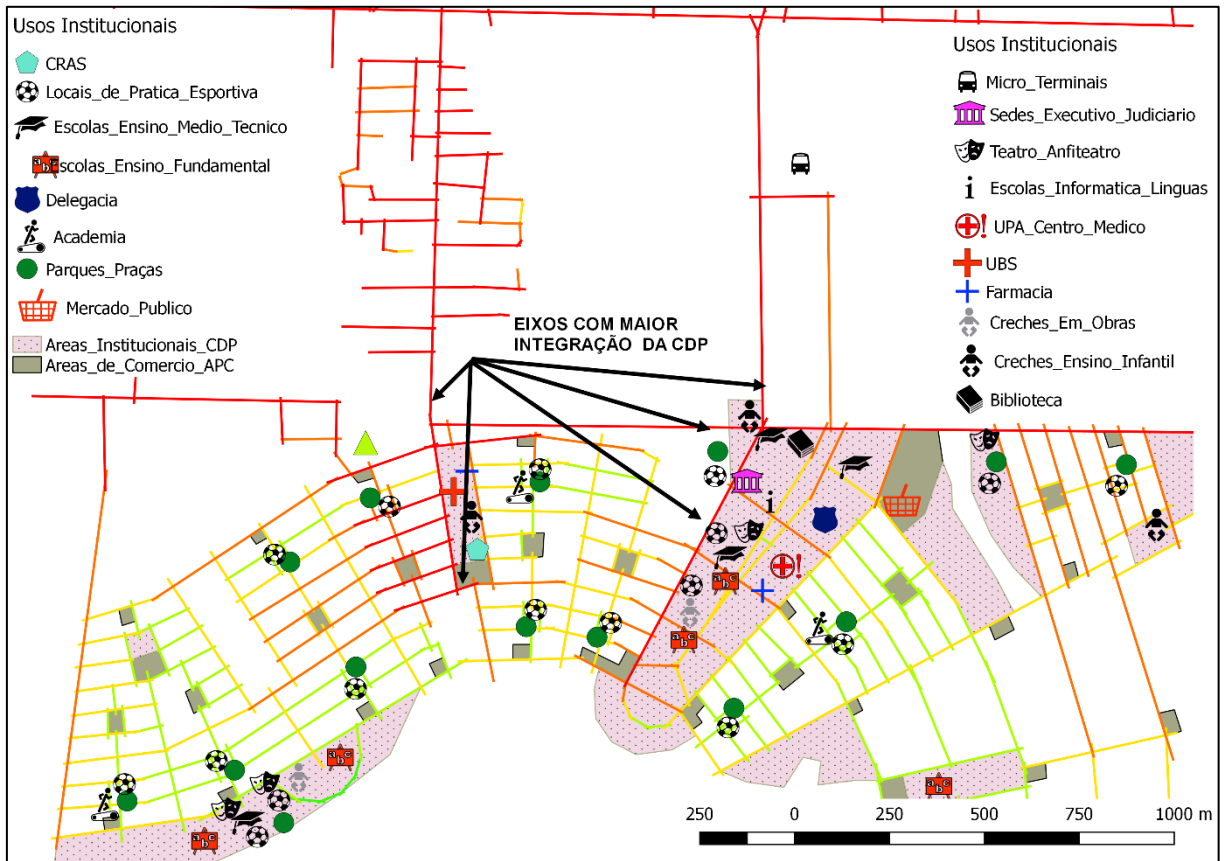 Usos Institucionais
CRAS
Locais_de_Pratica_Esportiva
Escolas_Ensino_Medio_Tecnico
Escolas_Ensino_Fundamental
Delegacia
Academia
Parques_Praças
Mercado_Publico
Areas_Institucionais_CDP
Areas_de_Comercio_APC
Usos Institucionais
Micro_Terminais
Sedes_Executivo_Judiciario
Teatro_Anfiteatro
Escolas_Informatica_Linguas
UPA_Centro_Medico
UBS
Farmacia
Creches_Em_Obras
Creches_Ensino_Infantil
Biblioteca
EIXOS COM MAIOR
INTEGRAÇÃO DA CDP
250 0 250 500 750 1000 m